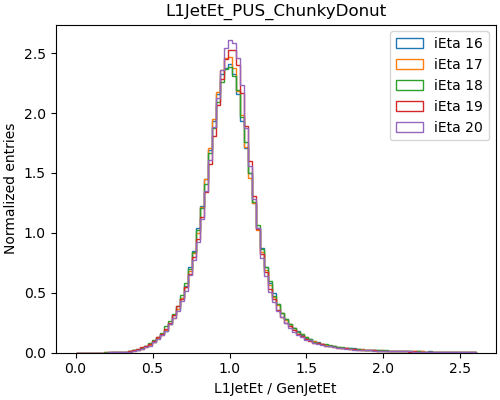 L1JetEt_PUS_ChunkyDonut
Normalized entries
2.5
2.0
1.5
1.0
0.5
0.0
iEta 16
iEta 17
iEta 18
iEta 19
iEta 20
0.0 0.5 1.0 1.5 2.0 2.5
L1JetEt / GenJetEt